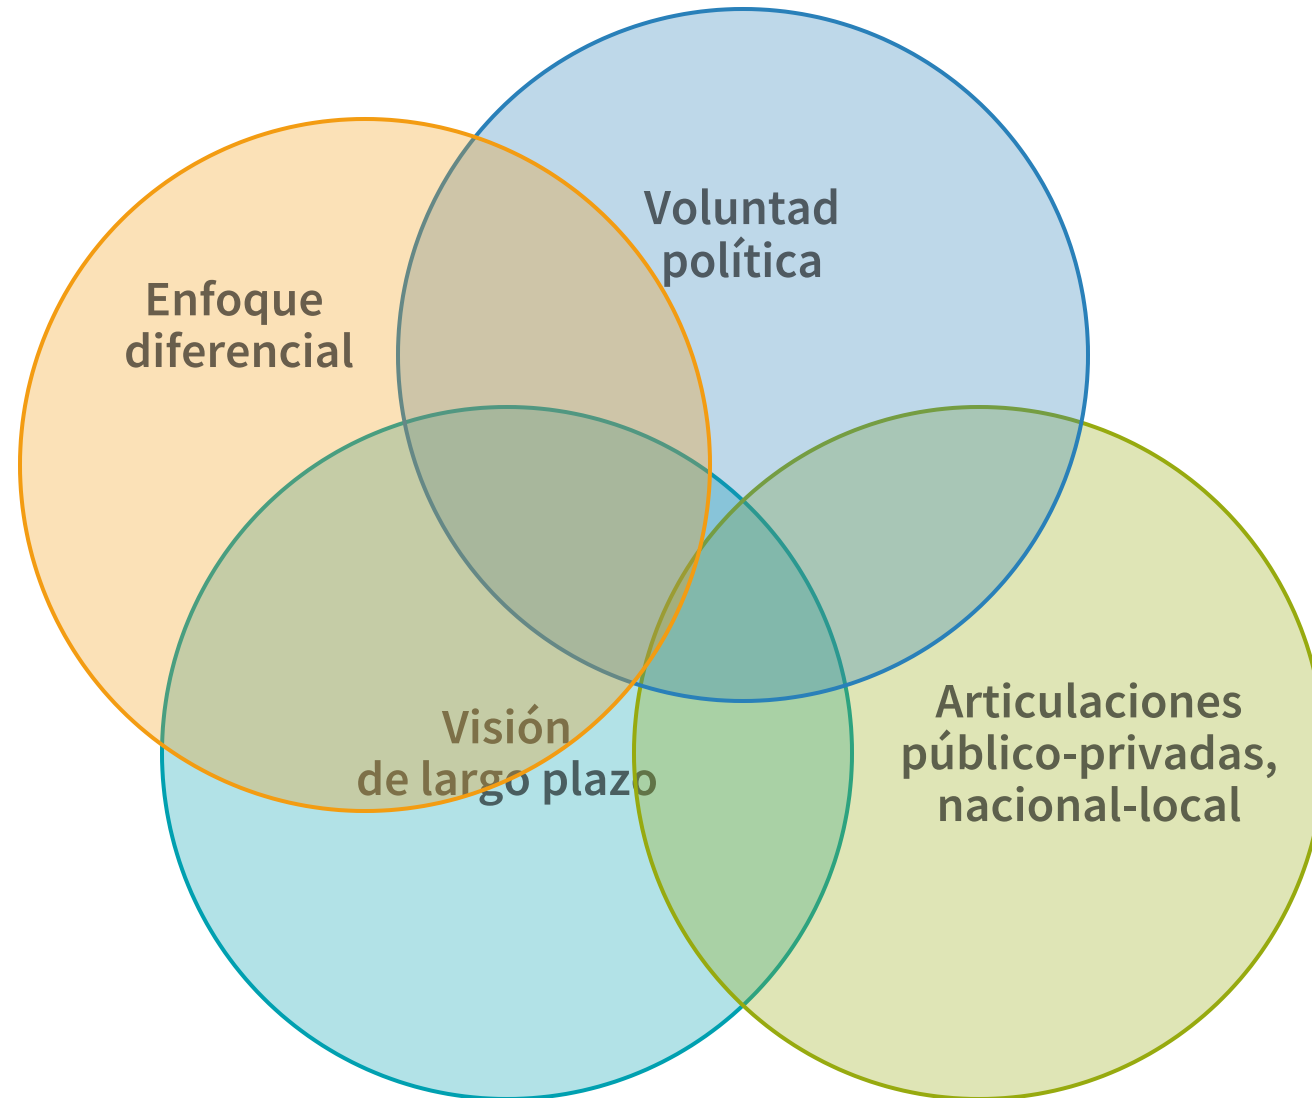 Voluntad
política
Enfoque
diferencial
Visión
de largo plazo
Articulaciones
público-privadas,
nacional-local